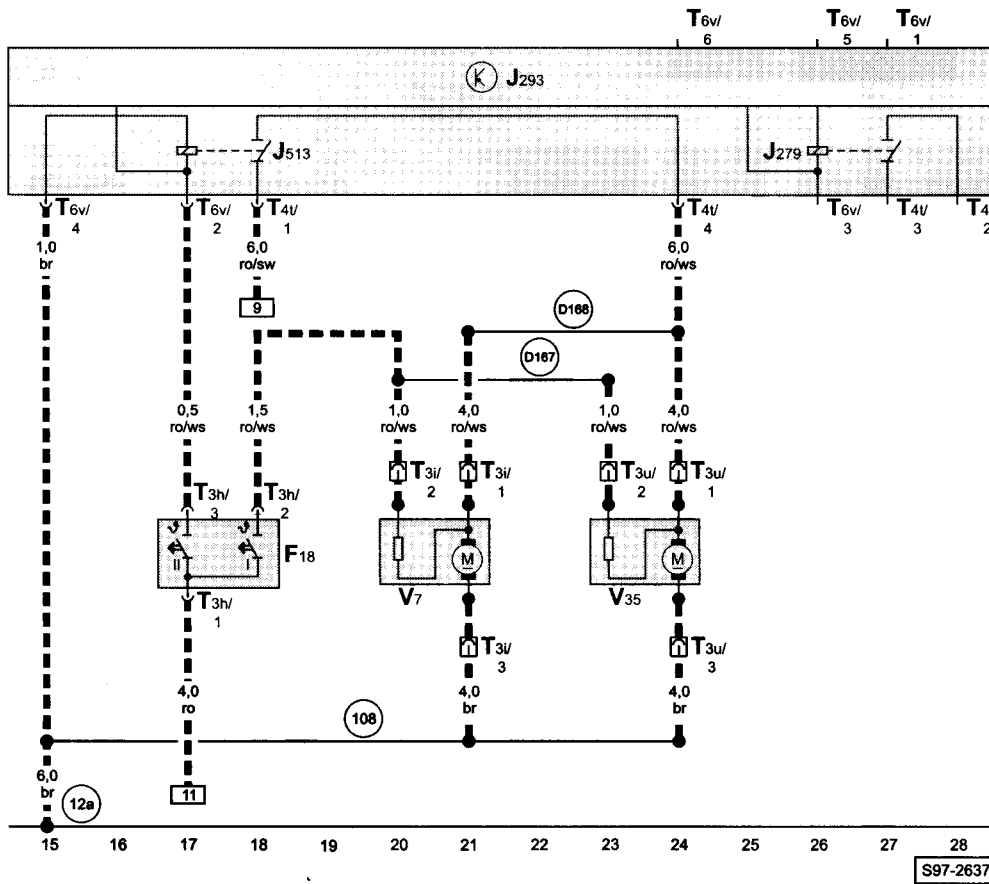 T6v/ 6
T6v/ 5
T6v/ 1
K J293
J513
J279
T6v/ 4
T6v/ 2
T4t/ 1
T4t/ 4
T6v/ 3
T4t/ 3
T4 2
1,0 br
6,0 ro/sw
6,0 ro/ws
9
D168
D167
0,5 ro/ws
1,5 ro/ws
1,0 ro/ws
4,0 ro/ws
1,0 ro/ws
4,0 ro/ws
T3i/ 2
T3i/ 1
T3u/ 2
T3u/ 1
T3h/ 3
T3h/ 2
II
I
F18
M
M
T3h/ 1
V7
V35
T3i/ 3
T3u/ 3
4,0 ro
4,0 br
4,0 br
108
6,0 br
12a
11
15 16 17 18 19 20 21 22 23 24 25 26 27 28
S97-2637